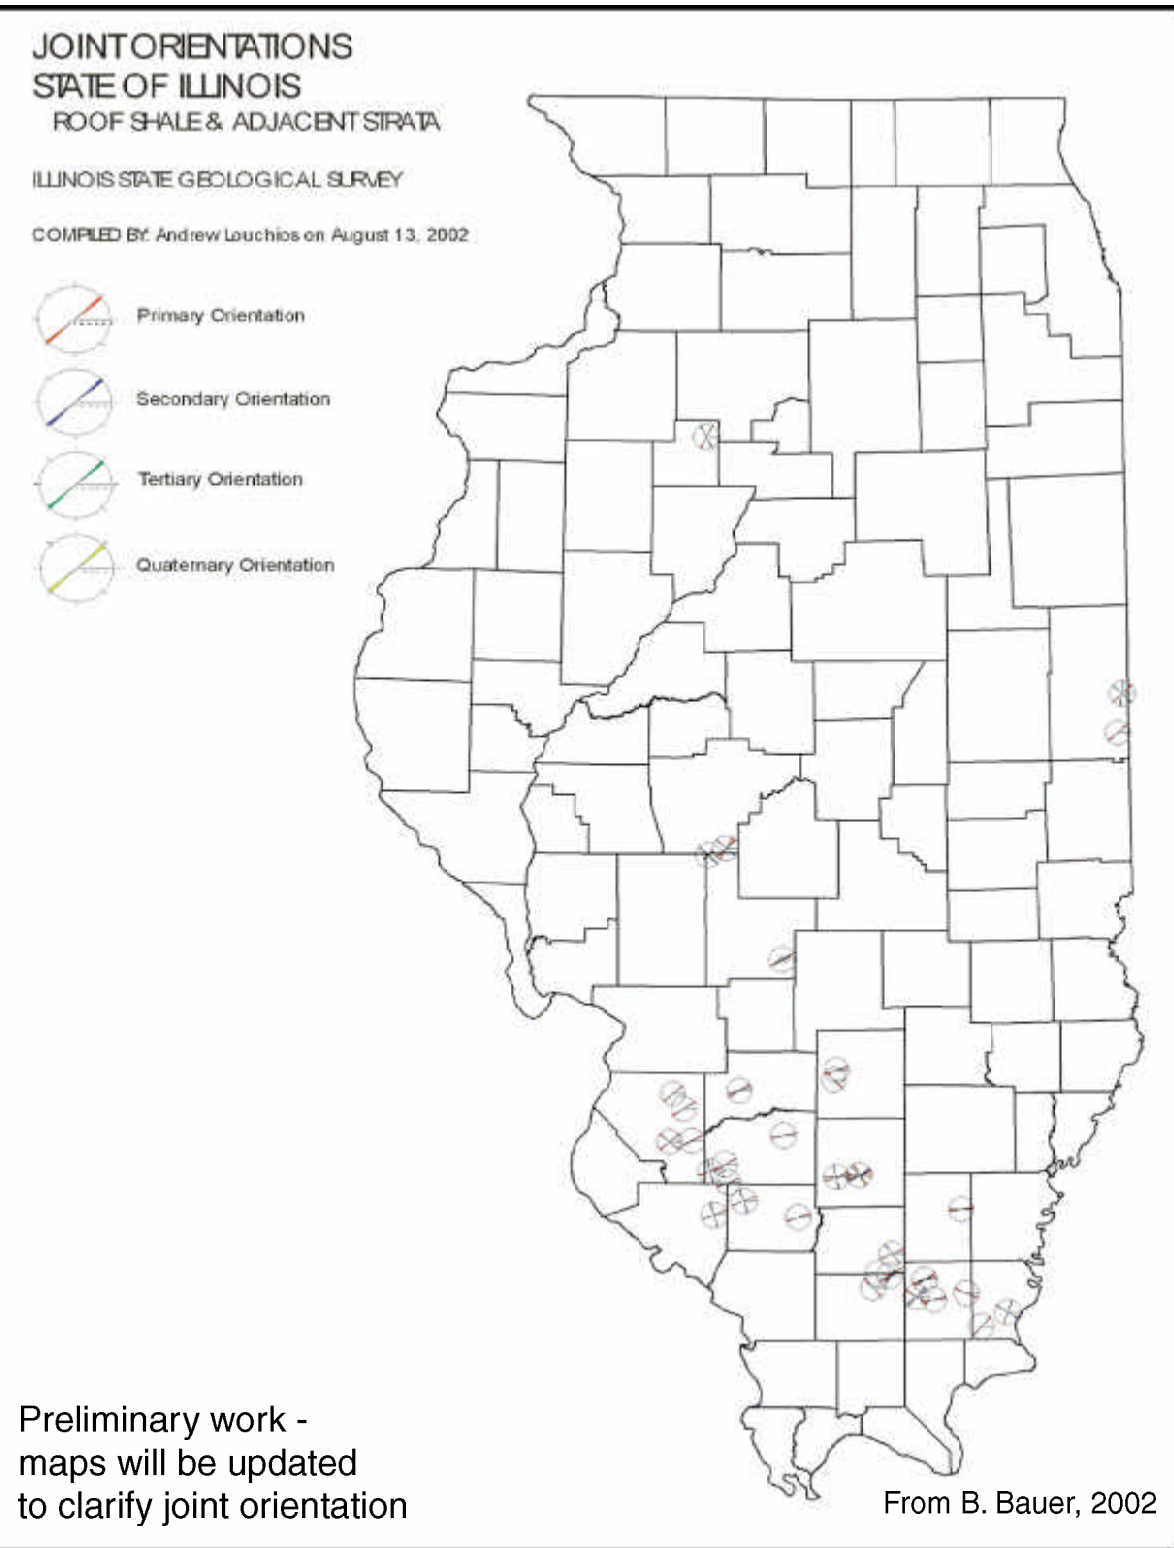 JOINT ORIENTATIONS
STATE OF ILLINOIS
ROOF SHALE & ADJACENT STRATA
ILLINOIS STATE GEOLOGICAL SURVEY
COMPILED BY: Andrew Louchios on August 13, 2002
Primary Orientation
Secondary Orientation
Tertiary Orientation
Quaternary Orientation
Preliminary work -
maps will be updated
to clarify joint orientation
From B. Bauer, 2002